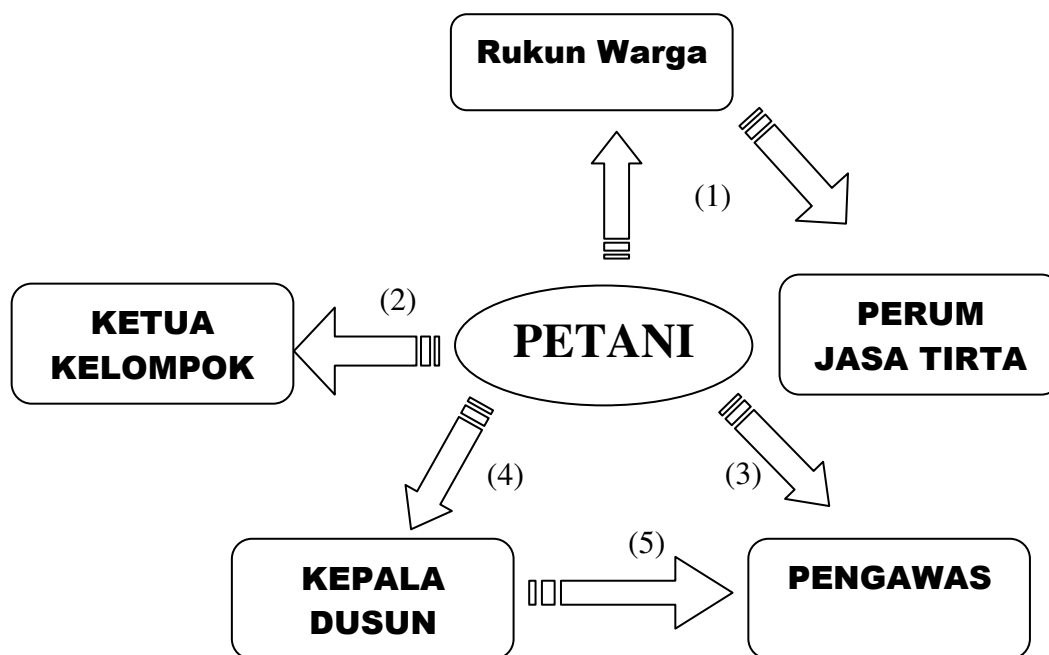 Rukun Warga
(1)
(2)
KETUA
KELOMPOK
PETANI
PERUM
JASA TIRTA
(4)
(3)
(5)
KEPALA
DUSUN
PENGAWAS